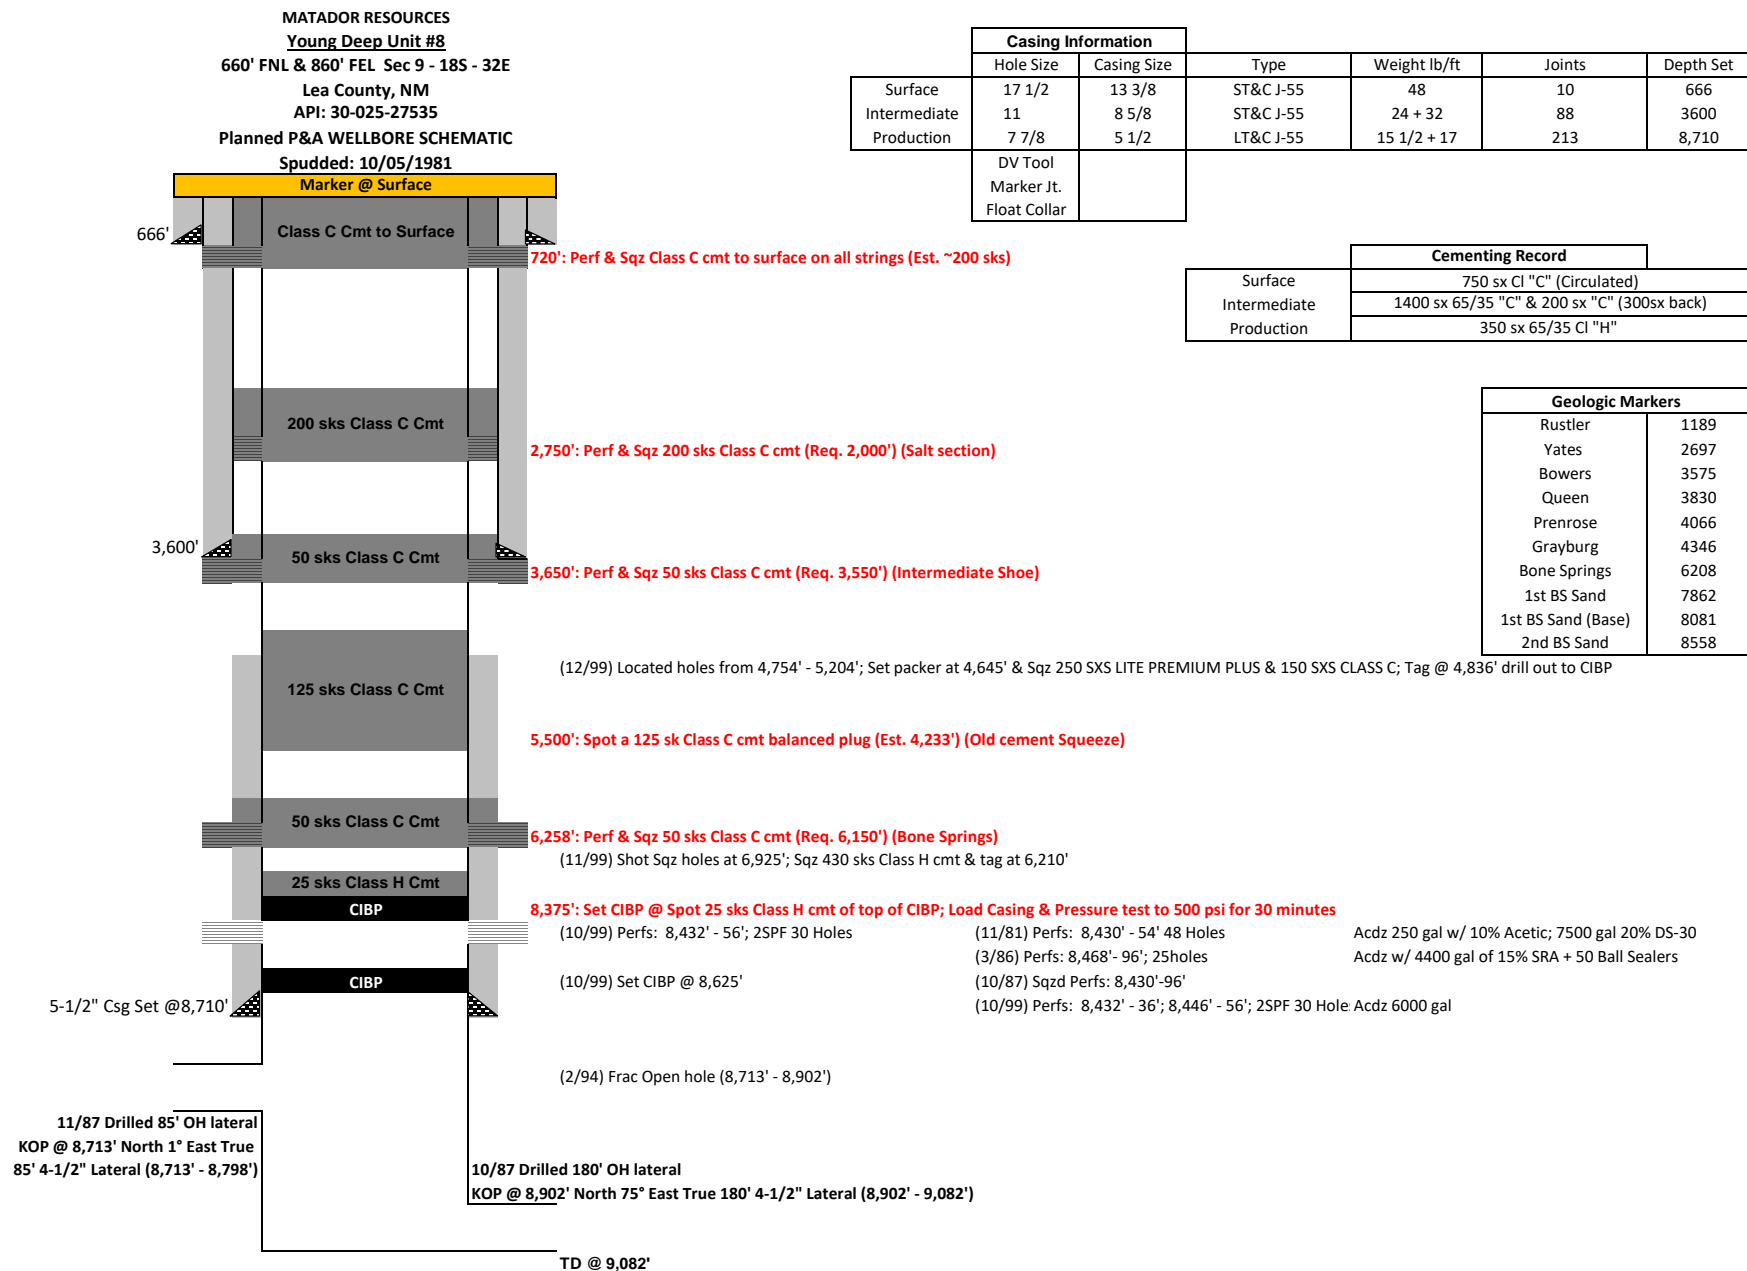 MATADOR RESOURCES
Young Deep Unit #8
660' FNL & 860' FEL Sec 9 - 18S - 32E
Lea County, NM
API: 30-025-27535
Planned P&A WELLBORE SCHEMATIC
Spudded: 10/05/1981
Marker @ Surface
Casing Information
Hole Size Casing Size Type Weight lb/ft Joints Depth Set
Surface 17 1/2 13 3/8 ST&C J-55 48 10 666
Intermediate 11 8 5/8 ST&C J-55 24 + 32 88 3600
Production 7 7/8 5 1/2 LT&C J-55 15 1/2 + 17 213 8,710
DV Tool
Marker Jt.
Float Collar
666'
Class C Cmt to Surface
720': Perf & Sqz Class C cmt to surface on all strings (Est. ~200 sks)
Cementing Record
Surface 750 sx Cl "C" (Circulated)
Intermediate 1400 sx 65/35 "C" & 200 sx "C" (300sx back)
Production 350 sx 65/35 Cl "H"
Geologic Markers
Rustler 1189
Yates 2697
Bowers 3575
Queen 3830
Prenrose 4066
Grayburg 4346
Bone Springs 6208
1st BS Sand 7862
1st BS Sand (Base) 8081
2nd BS Sand 8558
200 sks Class C Cmt
2,750': Perf & Sqz 200 sks Class C cmt (Req. 2,000') (Salt section)
3,600'
50 sks Class C Cmt
3,650': Perf & Sqz 50 sks Class C cmt (Req. 3,550') (Intermediate Shoe)
(12/99) Located holes from 4,754' - 5,204'; Set packer at 4,645' & Sqz 250 SXS LITE PREMIUM PLUS & 150 SXS CLASS C; Tag @ 4,836' drill out to CIBP
125 sks Class C Cmt
5,500': Spot a 125 sk Class C cmt balanced plug (Est. 4,233') (Old cement Squeeze)
50 sks Class C Cmt
6,258': Perf & Sqz 50 sks Class C cmt (Req. 6,150') (Bone Springs)
(11/99) Shot Sqz holes at 6,925'; Sqz 430 sks Class H cmt & tag at 6,210'
25 sks Class H Cmt
CIBP
8,375': Set CIBP @ Spot 25 sks Class H cmt of top of CIBP; Load Casing & Pressure test to 500 psi for 30 minutes
(10/99) Perfs: 8,432' - 56'; 2SPF 30 Holes (11/81) Perfs: 8,430' - 54' 48 Holes Acdz 250 gal w/ 10% Acetic; 7500 gal 20% DS-30
(3/86) Perfs: 8,468'- 96'; 25holes Acdz w/ 4400 gal of 15% SRA + 50 Ball Sealers
CIBP
(10/99) Set CIBP @ 8,625' (10/87) Sqzd Perfs: 8,430'-96'
5-1/2" Csg Set @8,710' (10/99) Perfs: 8,432' - 36'; 8,446' - 56'; 2SPF 30 Hole Acdz 6000 gal
(2/94) Frac Open hole (8,713' - 8,902')
11/87 Drilled 85' OH lateral
KOP @ 8,713' North 1° East True
85' 4-1/2" Lateral (8,713' - 8,798')
10/87 Drilled 180' OH lateral
KOP @ 8,902' North 75° East True 180' 4-1/2" Lateral (8,902' - 9,082')
TD @ 9,082'